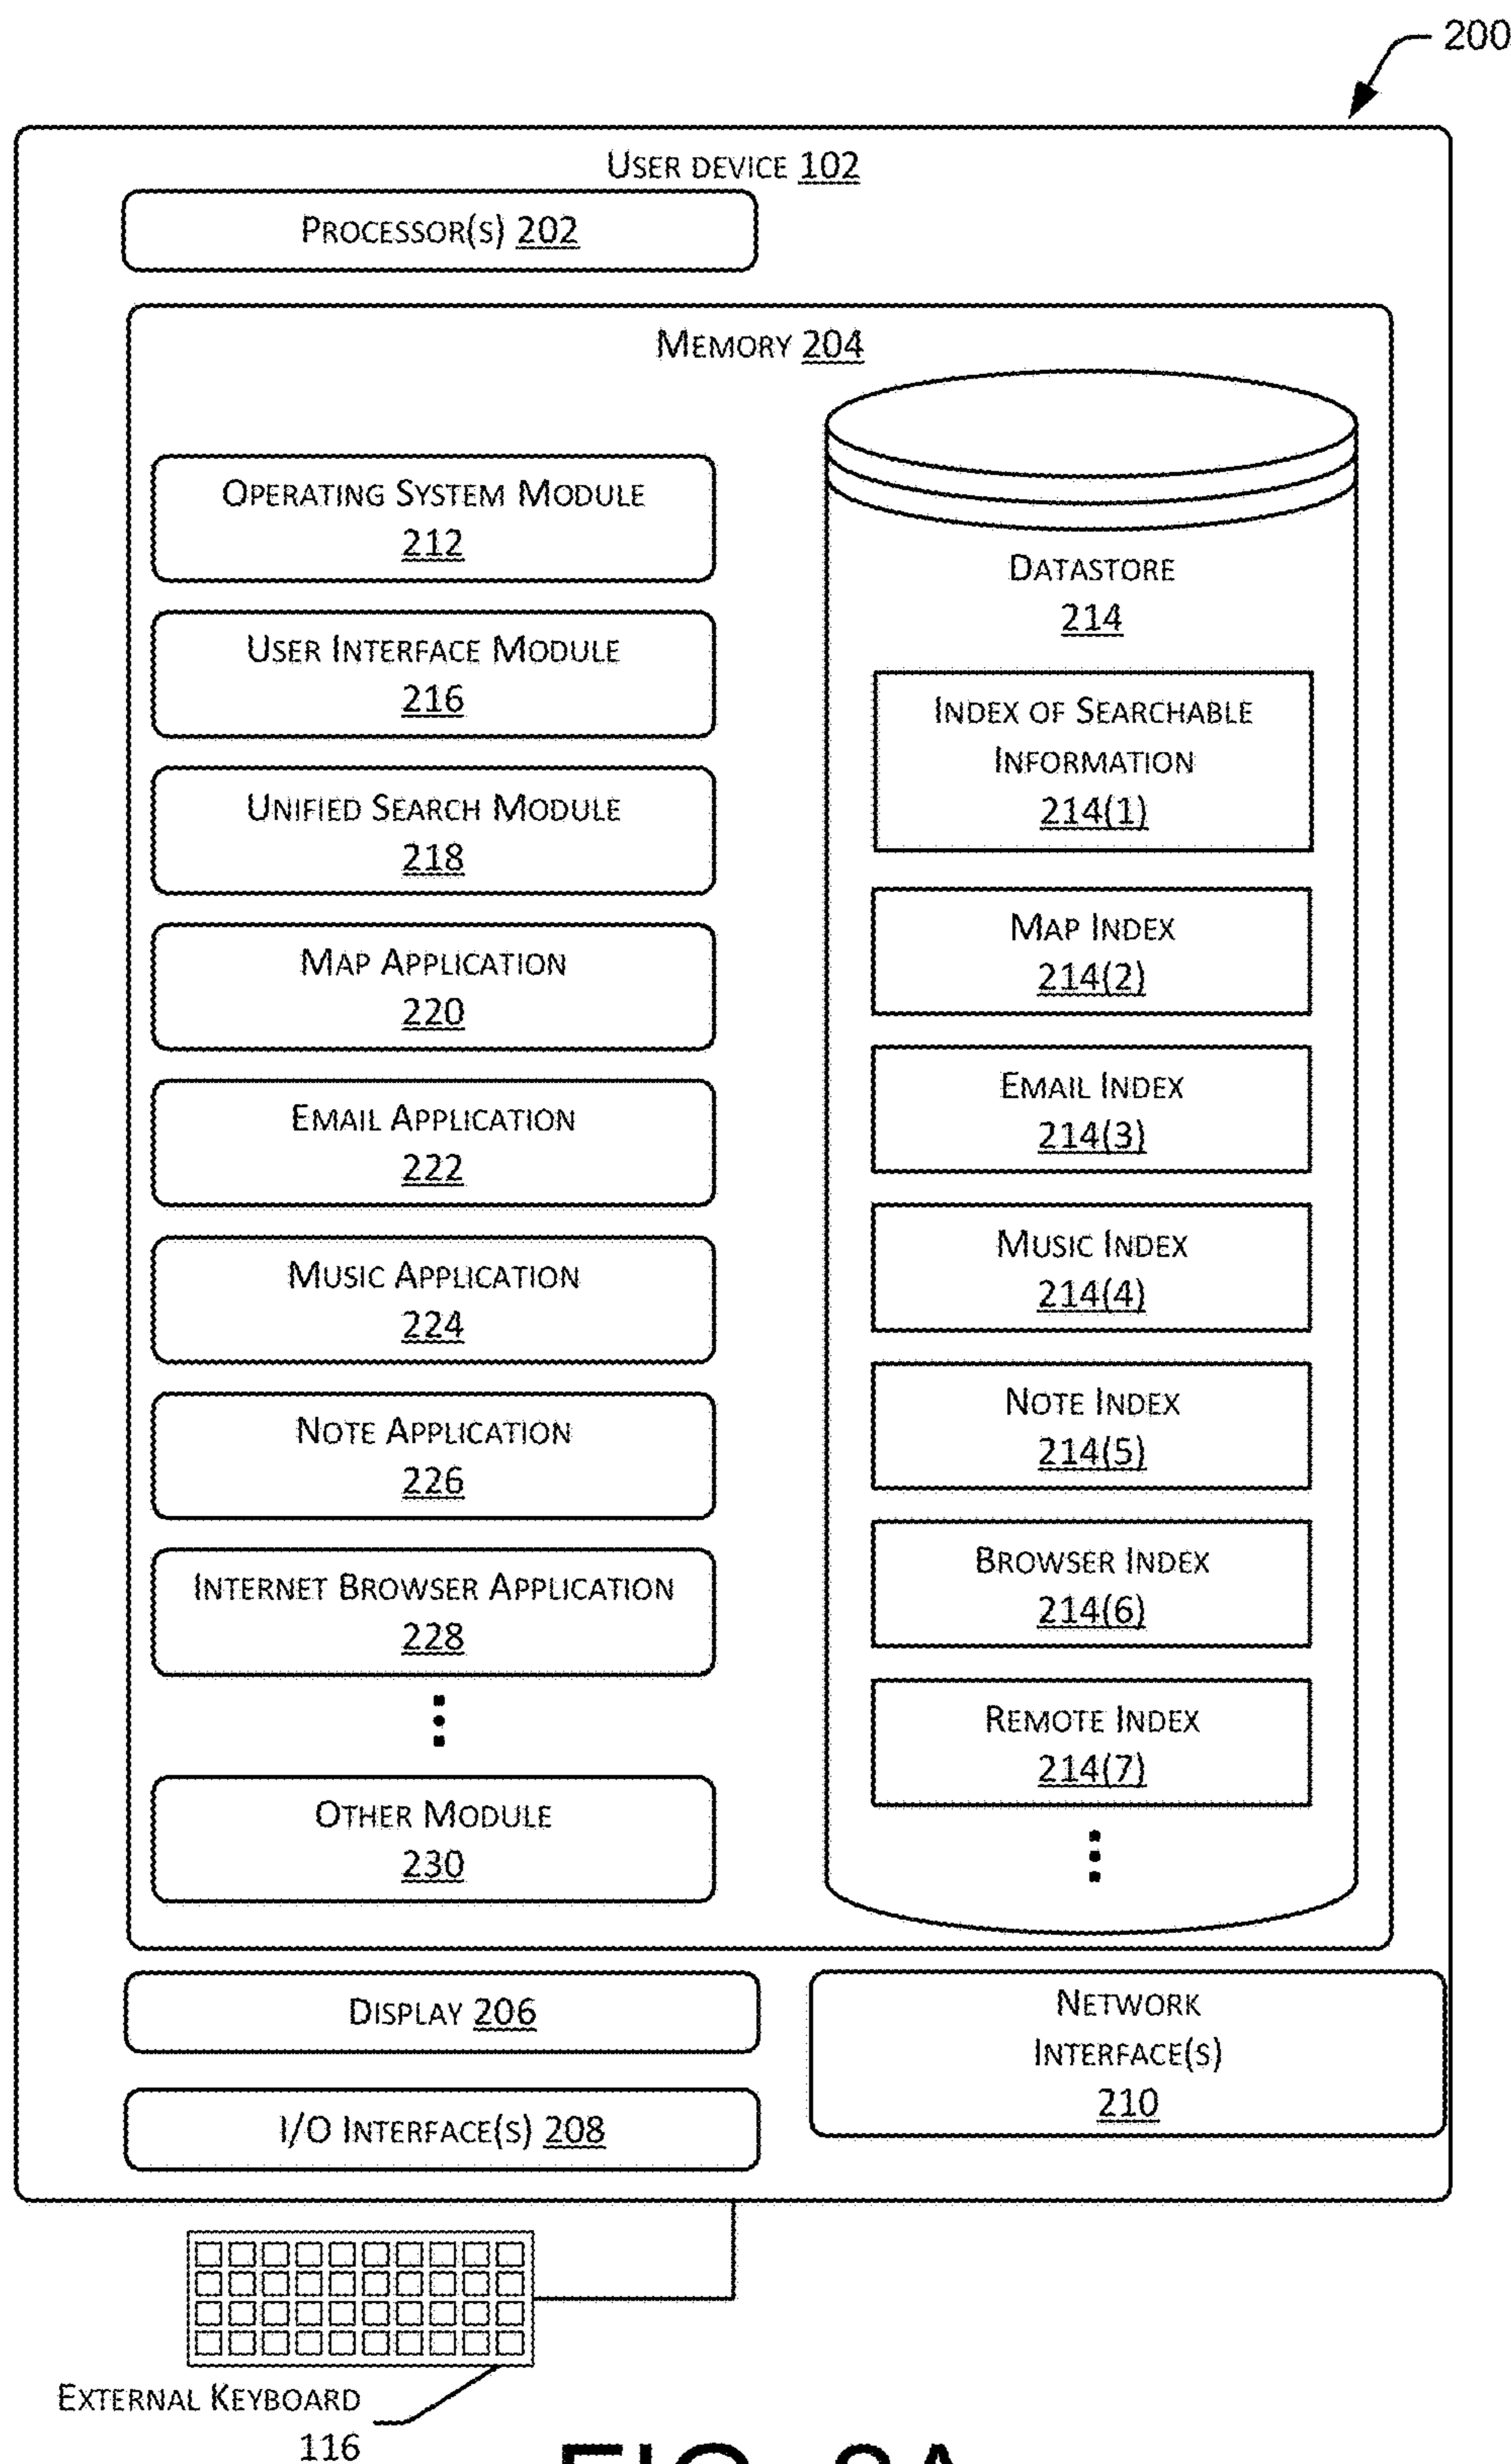 200
USER DEVICE 102
PROCESSOR(S) 202
MEMORY 204
OPERATING SYSTEM MODULE
212
USER INTERFACE MODULE
216
UNIFIED SEARCH MODULE
218
MAP APPLICATION
220
EMAIL APPLICATION
222
MUSIC APPLICATION
224
NOTE APPLICATION
226
INTERNET BROWSER APPLICATION
228
OTHER MODULE
230
DATASTORE
214
INDEX OF SEARCHABLE
INFORMATION
214(1)
MAP INDEX
214(2)
EMAIL INDEX
214(3)
MUSIC INDEX
214(4)
NOTE INDEX
214(5)
BROWSER INDEX
214(6)
REMOTE INDEX
214(7)
DISPLAY 206
I/O INTERFACE(S) 208
NETWORK
INTERFACE(S)
210
EXTERNAL KEYBOARD
116